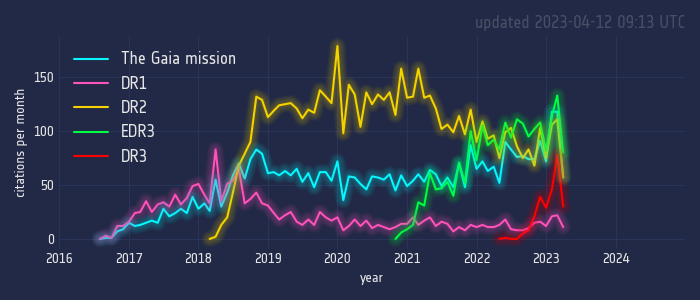 updated 2023-04-12 09:13 UTC
The Gaia mission
DR1
DR2
EDR3
DR3
citations per month
150
100
50
0
2016 2017 2018 2019 2020 2021 2022 2023 2024
year